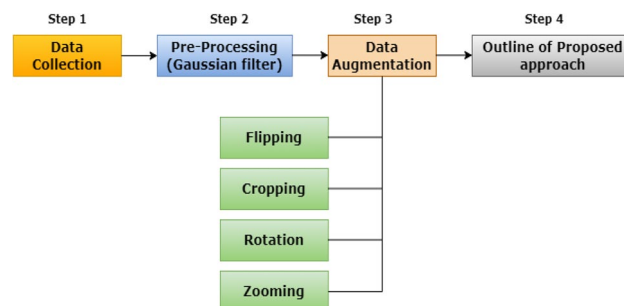 Step 1
Step 2
Step 3
Step 4
Data
Collection
Pre-Processing
(Gaussian filter)
Data
Augmentation
Outline of Proposed
approach
Flipping
Cropping
Rotation
Zooming